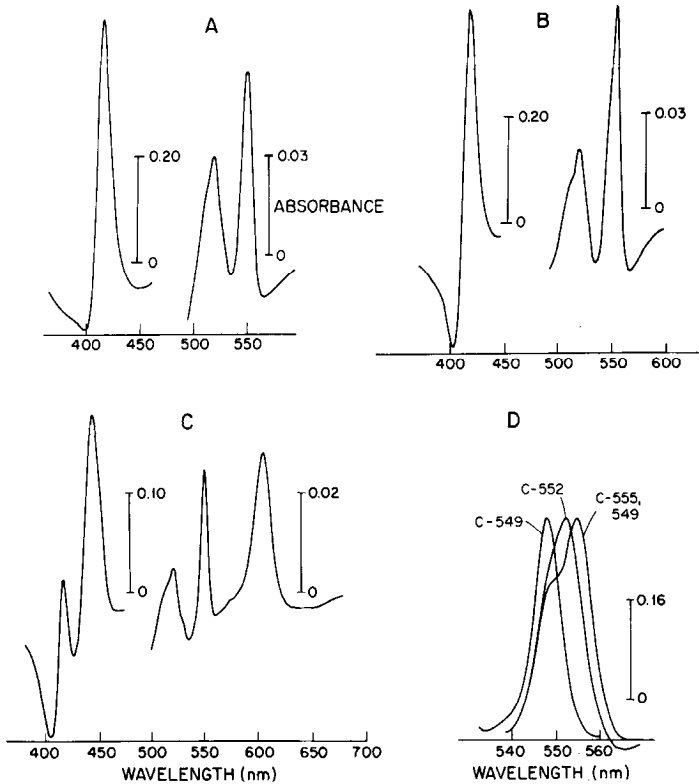 A
0.20
0
0.03
0
ABSORBANCE
400 450 500 550
B
0.20
0
0.03
0
400 450 500 550 600
C
0.10
0
0.02
0
400 450 500 550 600 650 700
WAVELENGTH (nm)
D
C-549
C-552
C-555,
549
0.16
0
540 550 560
WAVELENGTH (nm)